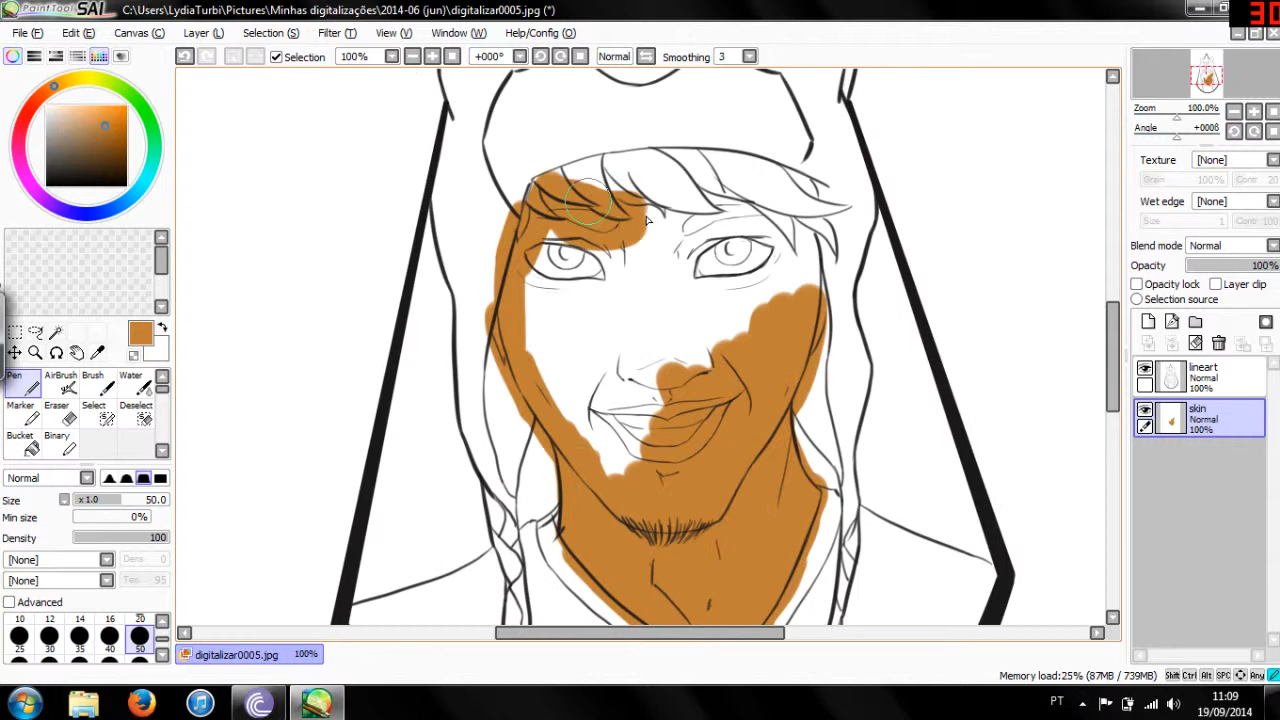 PaintTool SAI C:\Users\LydiaTurbi\Pictures\Minhas digitalizações\2014-06 (jun)\digitalizar0005.jpg (*)
30
File (F) Edit (E) Canvas (C) Layer (L) Selection (S) Filter (T) View (V) Window (W) Help/Config (O)
Selection 100% +000° Normal Smoothing 3
Zoom 100.0%
Angle +000º
Texture [None]
Grain 100% Contr. 20
Wet edge [None]
Size 1 Contr 100
Blend mode Normal
Opacity 100%
Opacity lock Layer clip
Selection source
lineart
Normal
100%
skin
Normal
100%
Pen AirBrush Brush Water
Marker Eraser Select Deselect
Bucket Binary
Normal
Size x 1.0 50.0
Min size 0%
Density 100
[None] Dens. 0
[None] Tex. 95
Advanced
10 12 14 16 20
25 30 35 40 50
digitalizar0005.jpg 100%
Memory load:25% (87MB / 739MB) Shift Ctrl Alt SPC Any
PT 11:09
19/09/2014